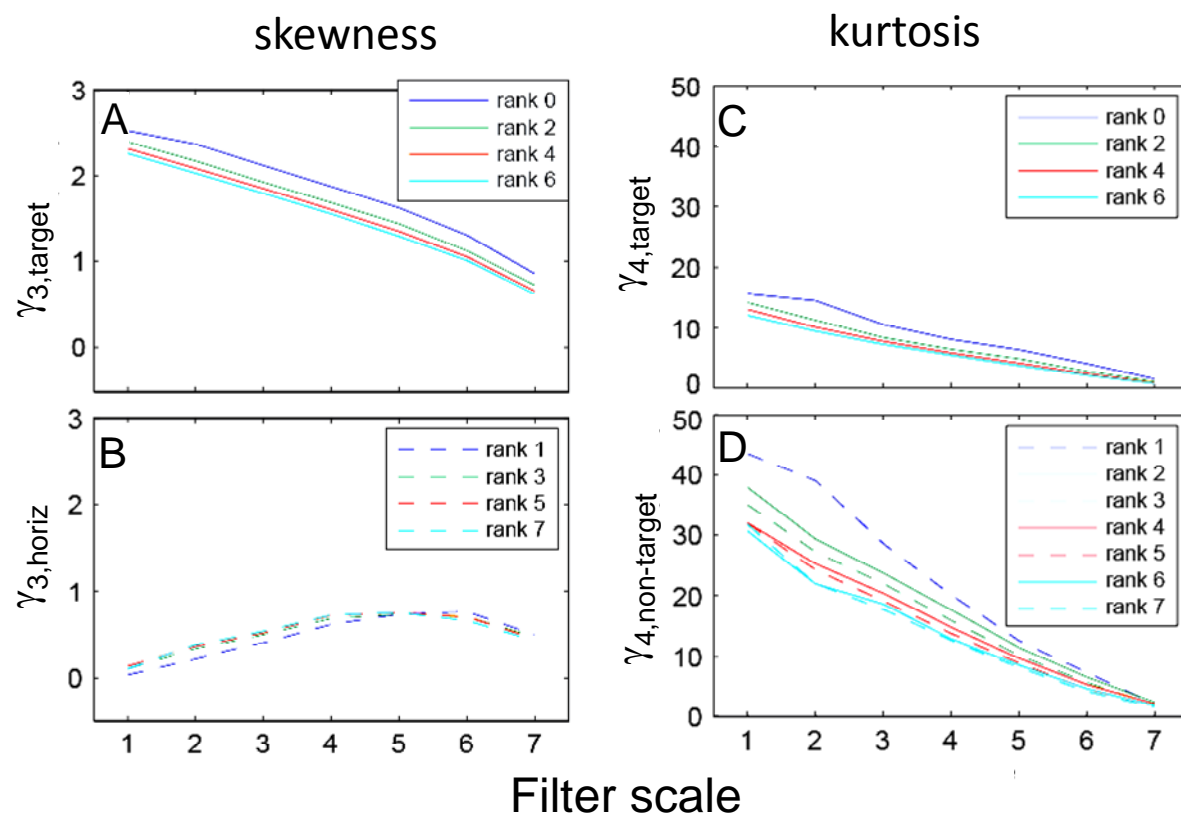 skewness
kurtosis
A
3
2
1
0
γ3,target
rank 0
rank 2
rank 4
rank 6
C
50
40
30
20
10
0
γ4,target
rank 0
rank 2
rank 4
rank 6
B
3
2
1
0
γ3,horiz
rank 1
rank 3
rank 5
rank 7
1 2 3 4 5 6 7
D
50
40
30
20
10
0
γ4,non-target
rank 1
rank 2
rank 3
rank 4
rank 5
rank 6
rank 7
1 2 3 4 5 6 7
Filter scale